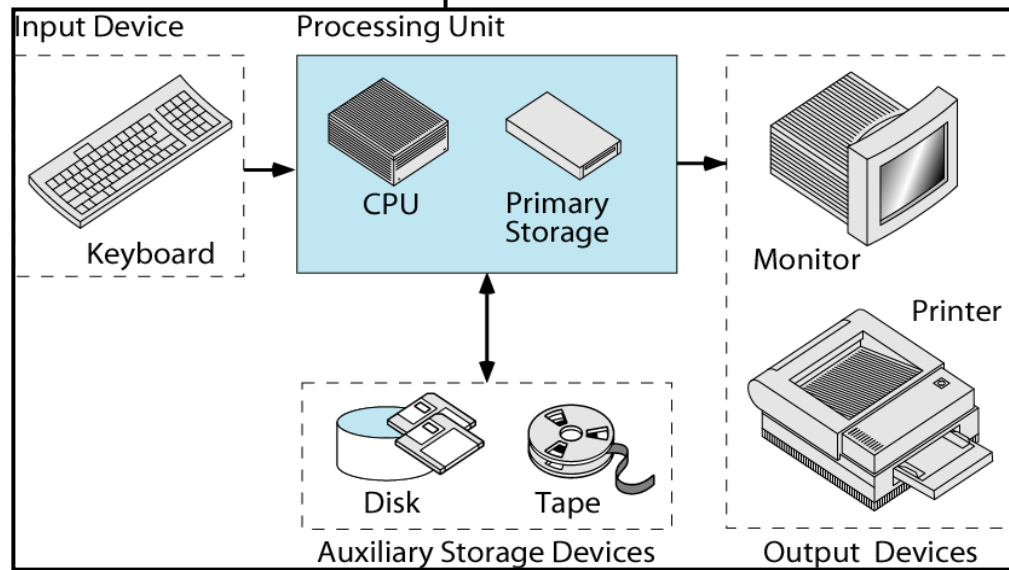 Input Device
Processing Unit
CPU
Primary
Storage
Keyboard
Monitor
Printer
Disk
Tape
Auxiliary Storage Devices
Output Devices